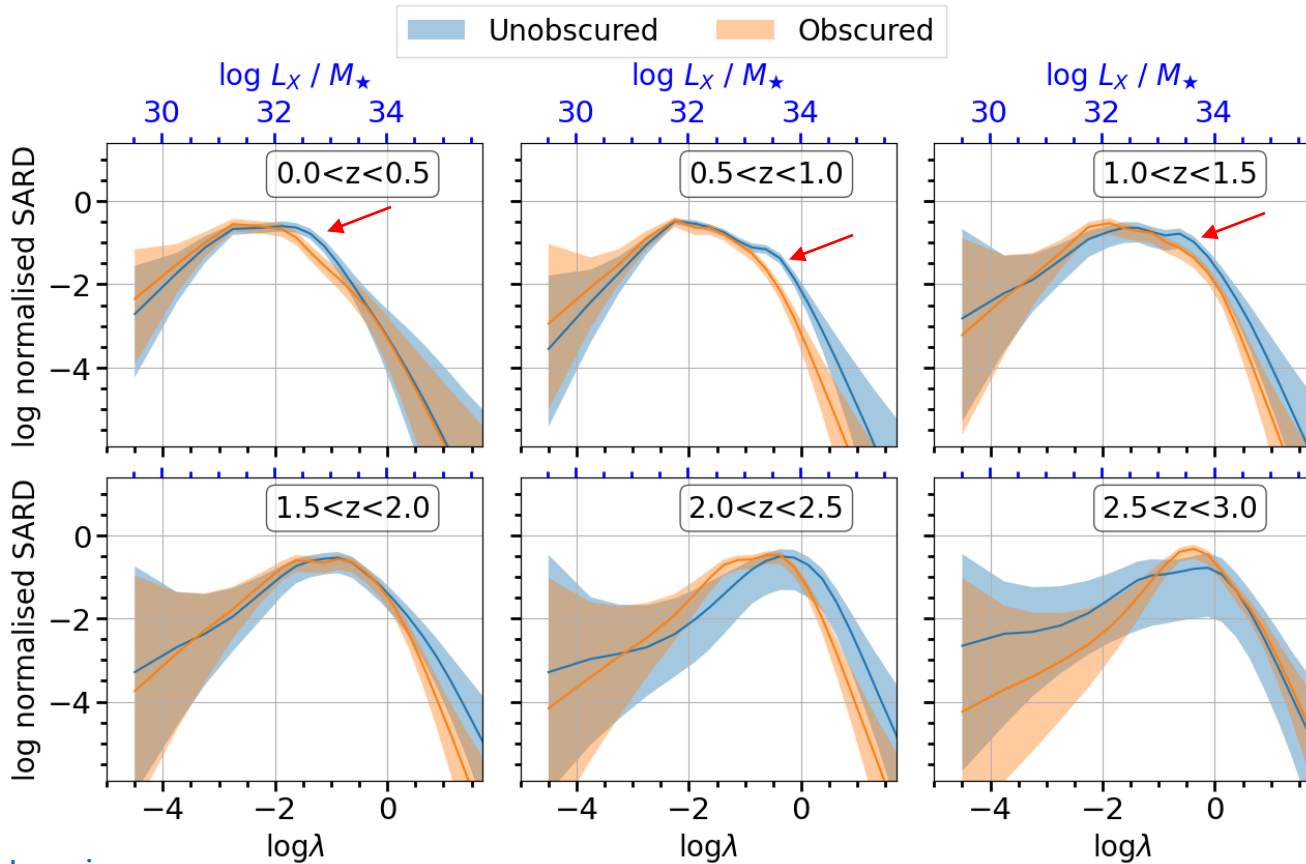 Unobscured Obscured
log L_X / M_★ log L_X / M_★ log L_X / M_★
30 32 34 30 32 34 30 32 34
0.0<z<0.5 0.5<z<1.0 1.0<z<1.5
log normalised SARD
0
−2
−4
1.5<z<2.0 2.0<z<2.5 2.5<z<3.0
log normalised SARD
0
−2
−4
−4 −2 0 −4 −2 0 −4 −2 0
logλ logλ logλ